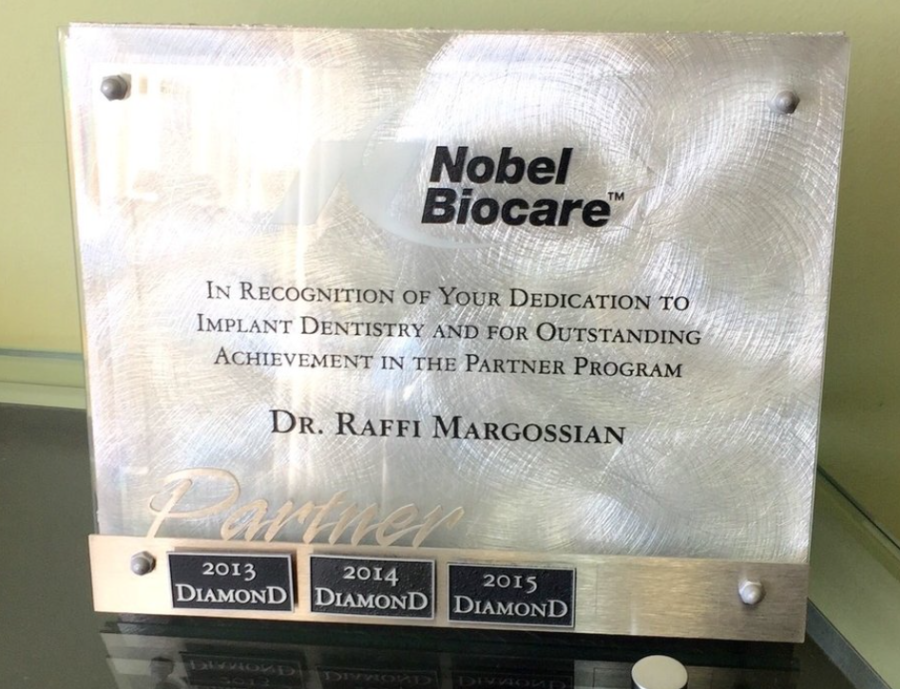 Nobel
Biocare™
In Recognition of Your Dedication to
Implant Dentistry and for Outstanding
Achievement in the Partner Program
Dr. Raffi Margossian
Partner
2013 2014 2015
Diamond Diamond Diamond